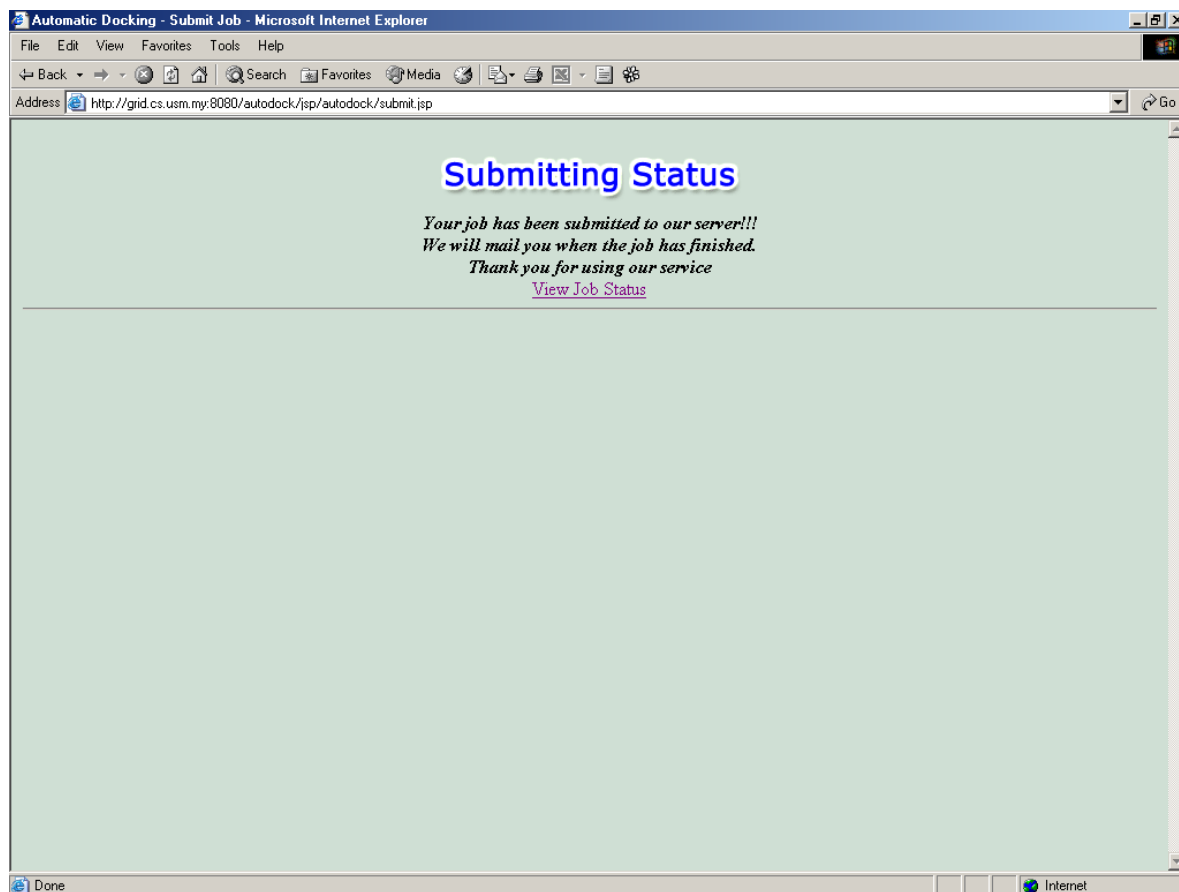 Automatic Docking - Submit Job - Microsoft Internet Explorer
File Edit View Favorites Tools Help
Back Search Favorites Media
Address http://grid.cs.usm.my:8080/autodock/jsp/autodock/submit.jsp Go
Submitting Status
Your job has been submitted to our server!!!
We will mail you when the job has finished.
Thank you for using our service
View Job Status
Done Internet